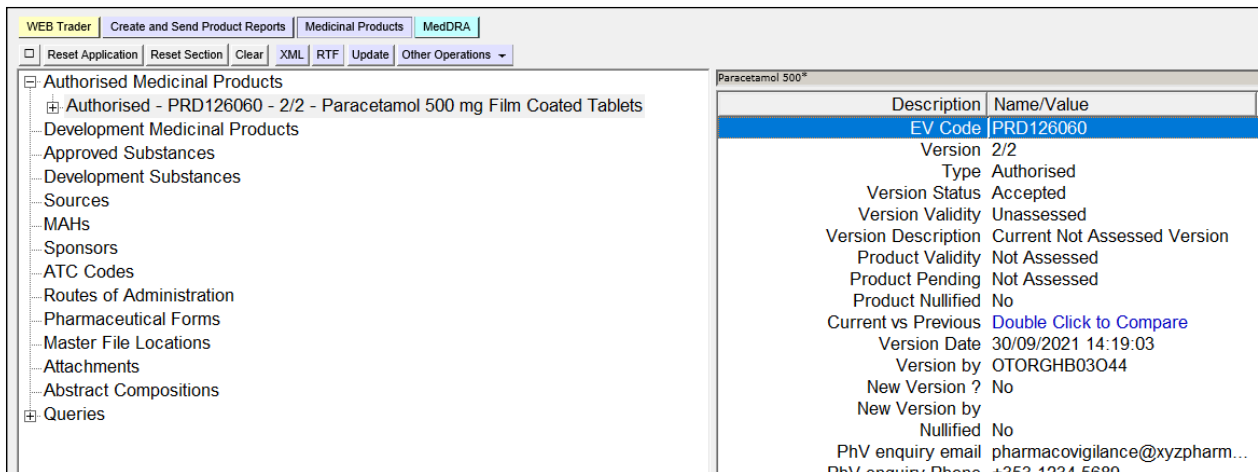 WEB Trader Create and Send Product Reports Medicinal Products MedDRA
Reset Application Reset Section Clear XML RTF Update Other Operations
Authorised Medicinal Products
Authorised - PRD126060 - 2/2 - Paracetamol 500 mg Film Coated Tablets
Development Medicinal Products
Approved Substances
Development Substances
Sources
MAHs
Sponsors
ATC Codes
Routes of Administration
Pharmaceutical Forms
Master File Locations
Attachments
Abstract Compositions
Queries
Paracetamol 500*
Description Name/Value
EV Code PRD126060
Version 2/2
Type Authorised
Version Status Accepted
Version Validity Unassessed
Version Description Current Not Assessed Version
Product Validity Not Assessed
Product Pending Not Assessed
Product Nullified No
Current vs Previous Double Click to Compare
Version Date 30/09/2021 14:19:03
Version by OTORGHB03O44
New Version ? No
New Version by
Nullified No
PhV enquiry email pharmacovigilance@xyzpharm...
PhV enquiry Phone +353 1234 5689